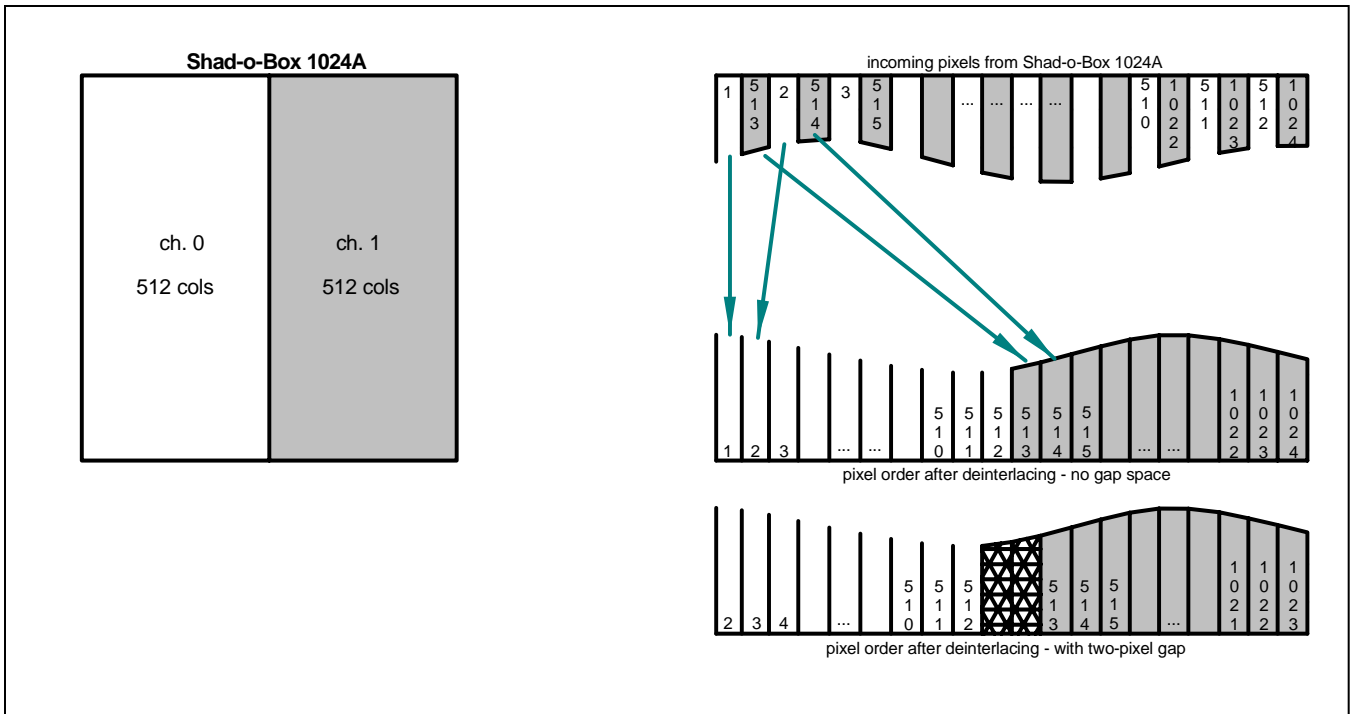 Shad-o-Box 1024A
ch. 0
512 cols
ch. 1
512 cols
incoming pixels from Shad-o-Box 1024A
1 513 2 514 3 515 ... ... ... ... 510 1022 511 1023 512 1024
1 2 3 ... ... 510 511 512 513 514 515 ... ... 1022 1023 1024
pixel order after deinterlacing - no gap space
2 3 4 ... 510 511 512 513 514 515 ... 1021 1022 1023
pixel order after deinterlacing - with two-pixel gap